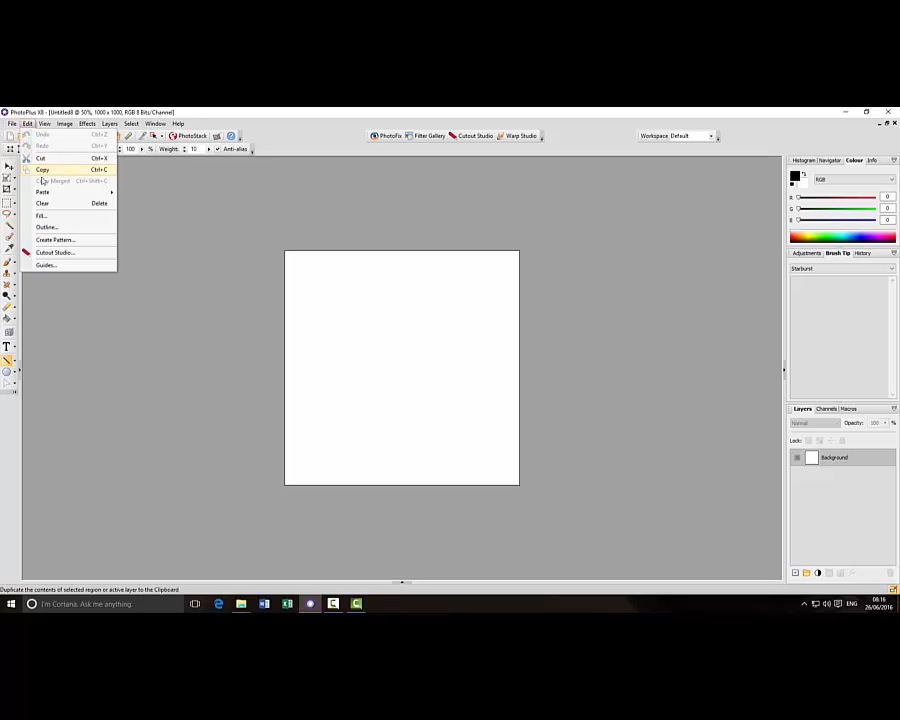 PhotoPlus X8 - [Untitled8 @ 50%, 1000 x 1000, RGB 8 Bits/Channel]
File Edit View Image Effects Layers Select Window Help
100 % Weight: 10 Anti-alias
PhotoStack
PhotoFix Filter Gallery Cutout Studio Warp Studio
Workspace Default
Undo Ctrl+Z
Redo Ctrl+Y
Cut Ctrl+X
Copy Ctrl+C
Merged Ctrl+Shift+C
Paste
Clear Delete
Fill...
Outline...
Create Pattern...
Cutout Studio...
Guides...
Histogram Navigator Colour Info
RGB
R 0
G 0
B 0
Adjustments Brush Tip History
Starburst
Layers Channels Macros
Normal Opacity: 100 %
Lock:
Background
Duplicate the contents of selected region or active layer to the Clipboard
I'm Cortana. Ask me anything.
ENG
08:16
26/06/2016